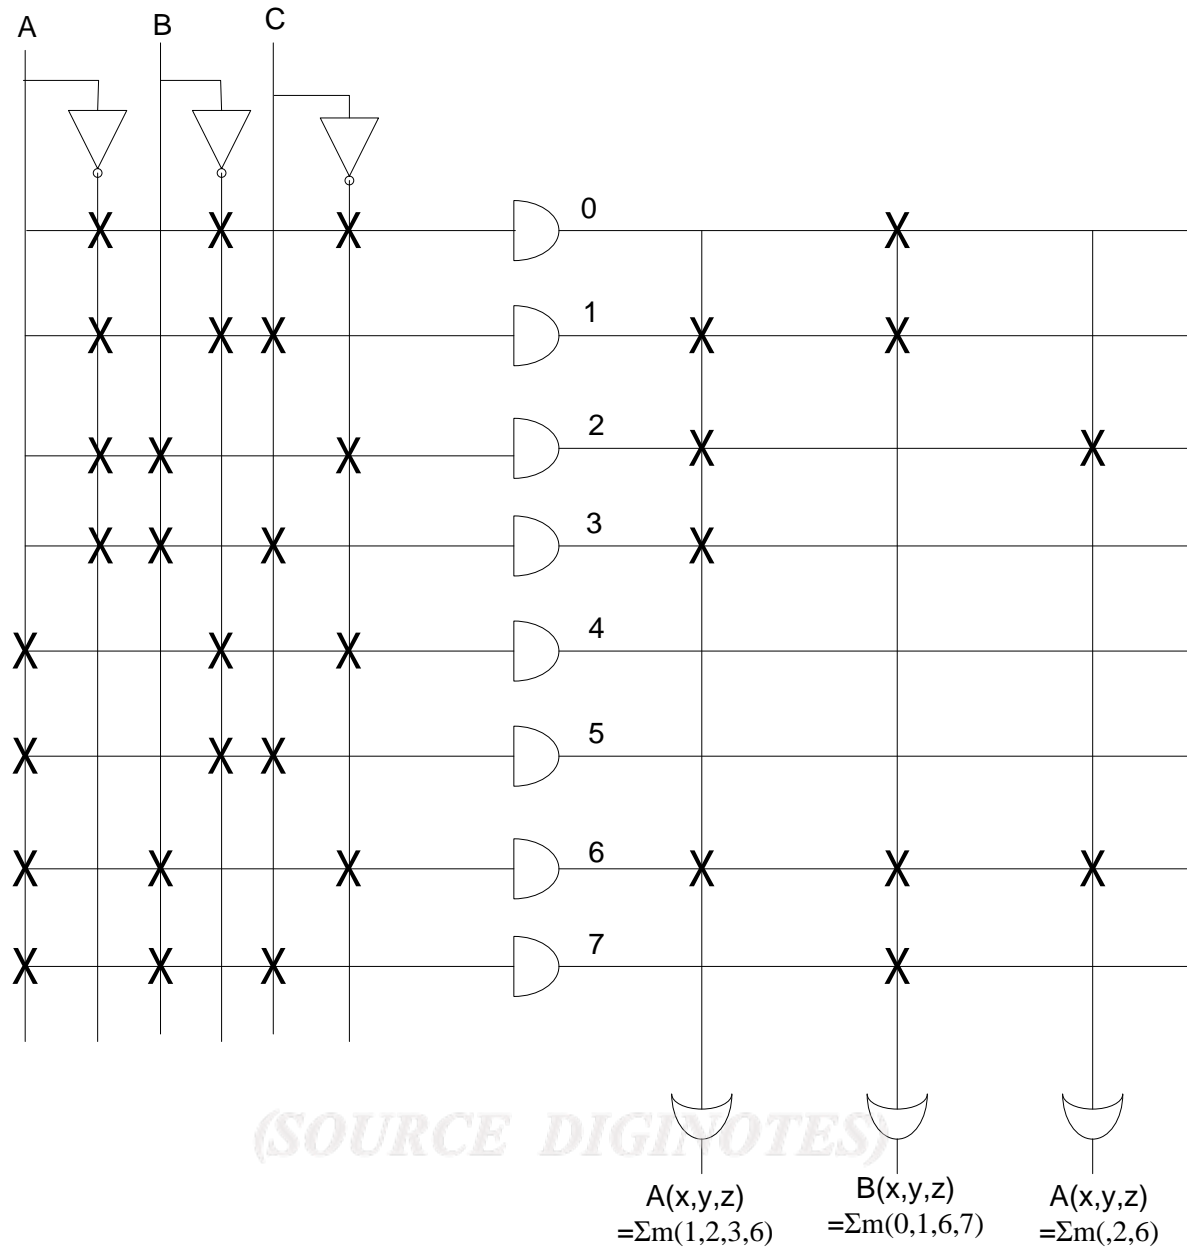 A B C
0
1
2
3
4
5
6
7
(SOURCE DIGINOTES)
A(x,y,z) B(x,y,z) A(x,y,z)
=Σm(1,2,3,6) =Σm(0,1,6,7) =Σm(,2,6)